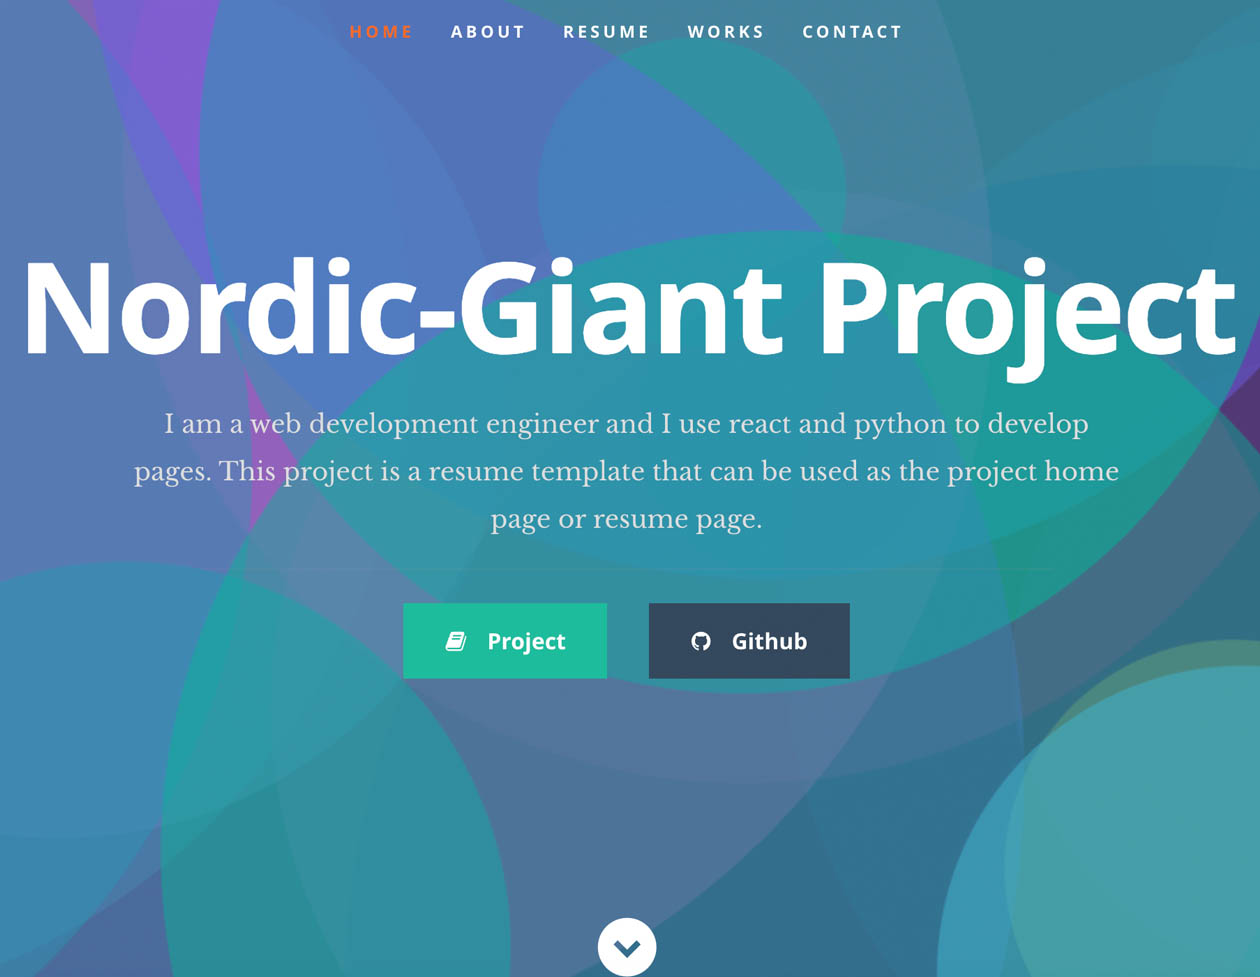 HOME ABOUT RESUME WORKS CONTACT
Nordic-Giant Project
I am a web development engineer and I use react and python to develop
pages. This project is a resume template that can be used as the project home
page or resume page.
Project Github